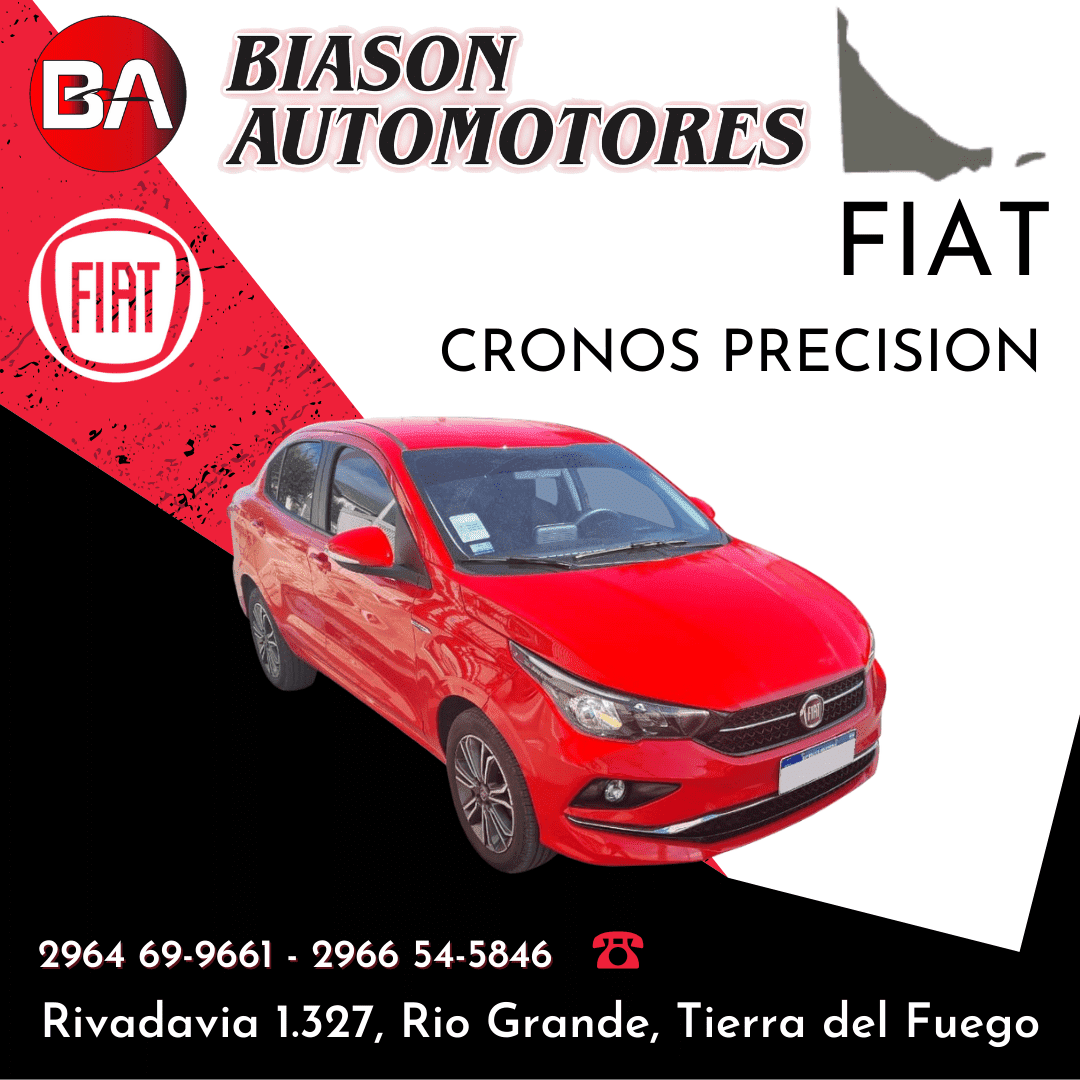 BA
BIASON
AUTOMOTORES
FIAT
FIAT
CRONOS PRECISION
FIAT
2964 69-9661 - 2966 54-5846
Rivadavia 1.327, Rio Grande, Tierra del Fuego